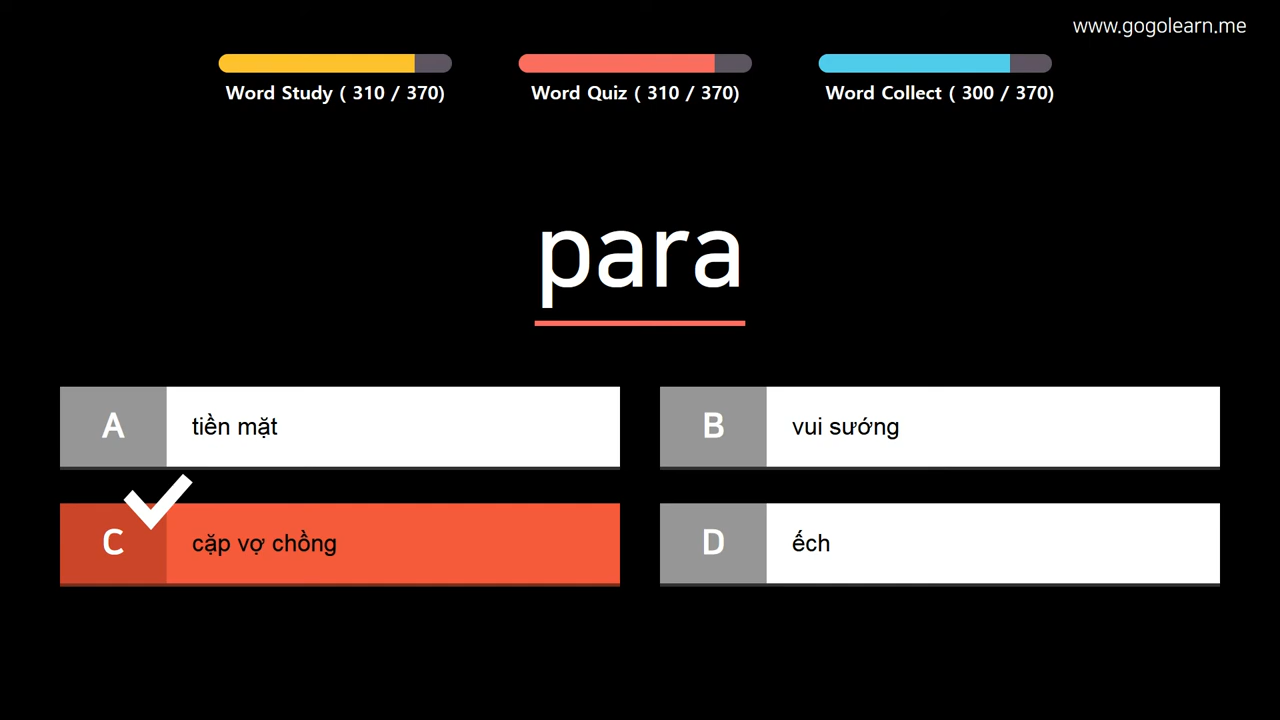 www.gogolearn.me
Word Study ( 310 / 370)
Word Quiz ( 310 / 370)
Word Collect ( 300 / 370)
para
A tiền mặt
B vui sướng
C cặp vợ chồng
D ếch